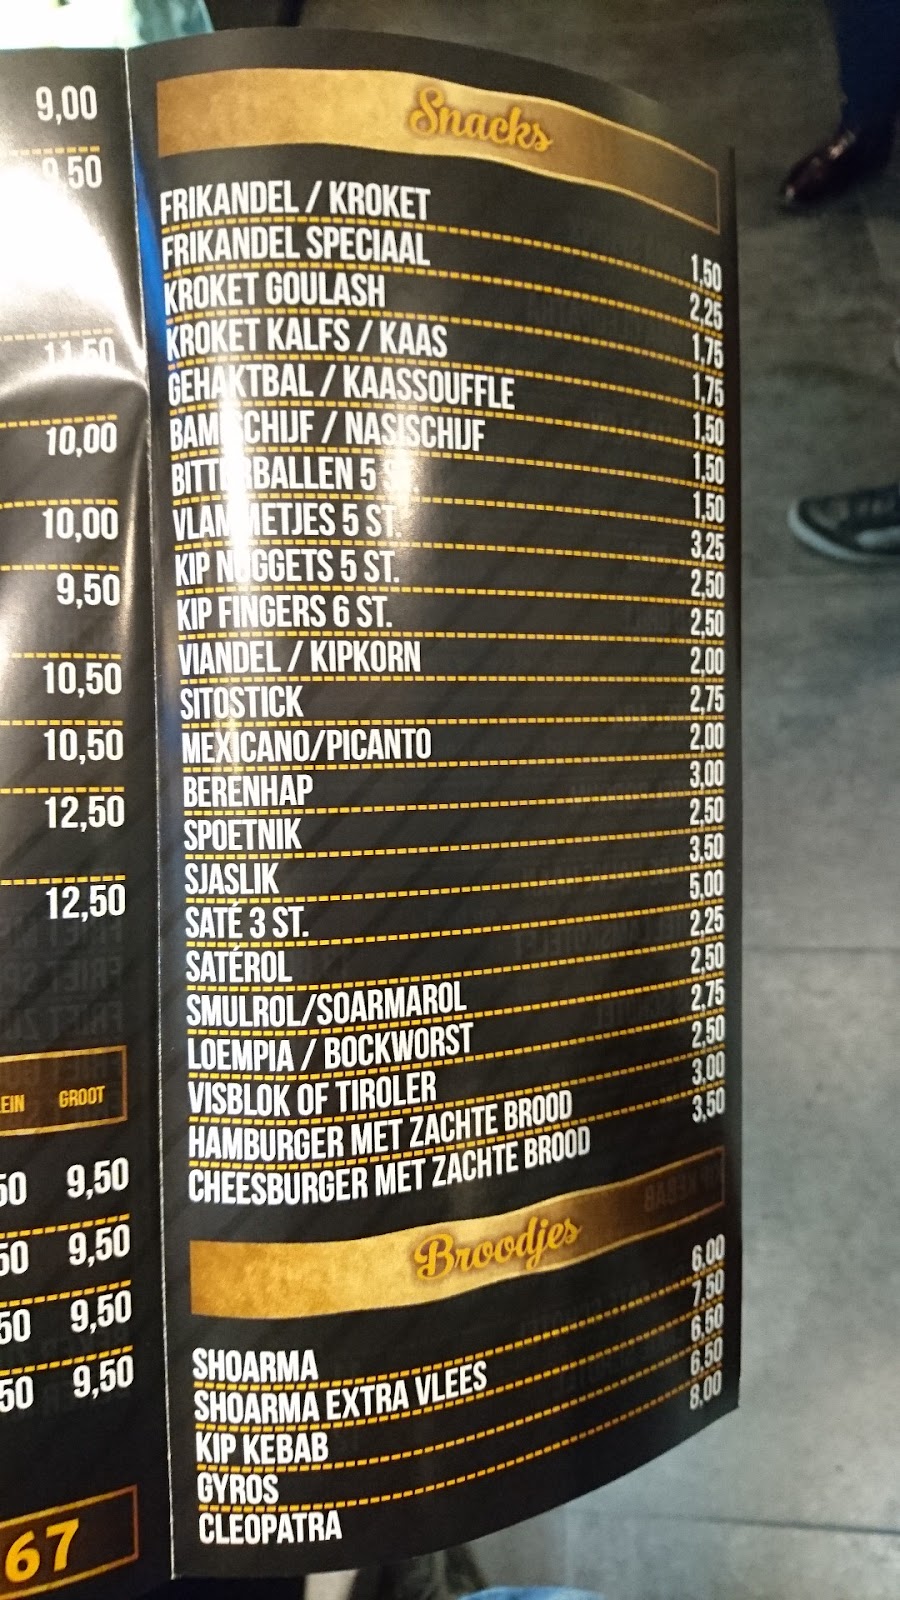 9,00
9,50
11,50
10,00
10,00
9,50
10,50
10,50
12,50
12,50
GROOT
9,50
9,50
9,50
9,50
67
Snacks
FRIKANDEL / KROKET 1,50
FRIKANDEL SPECIAAL 2,25
KROKET GOULASH 1,75
KROKET KALFS / KAAS 1,75
GEHAKTBAL / KAASSOUFFLE 1,50
BAMISCHIJF / NASISCHIJF 1,50
BITTERBALLEN 5 ST. 1,50
VLAMMETJES 5 ST. 3,25
KIP NUGGETS 5 ST. 2,50
KIP FINGERS 6 ST. 2,50
VIANDEL / KIPKORN 2,00
SITOSTICK 2,75
MEXICANO/PICANTO 2,00
BERENHAP 3,00
SPOETNIK 2,50
SJASLIK 3,50
SATÉ 3 ST. 5,00
SATÉROL 2,25
SMULROL/SOARMAROL 2,50
LOEMPIA / BOCKWORST 2,75
VISBLOK OF TIROLER 2,50
HAMBURGER MET ZACHTE BROOD 3,00
CHEESBURGER MET ZACHTE BROOD 3,50
Broodjes
SHOARMA 6,00
SHOARMA EXTRA VLEES 7,50
KIP KEBAB 6,50
GYROS 6,50
CLEOPATRA 8,00